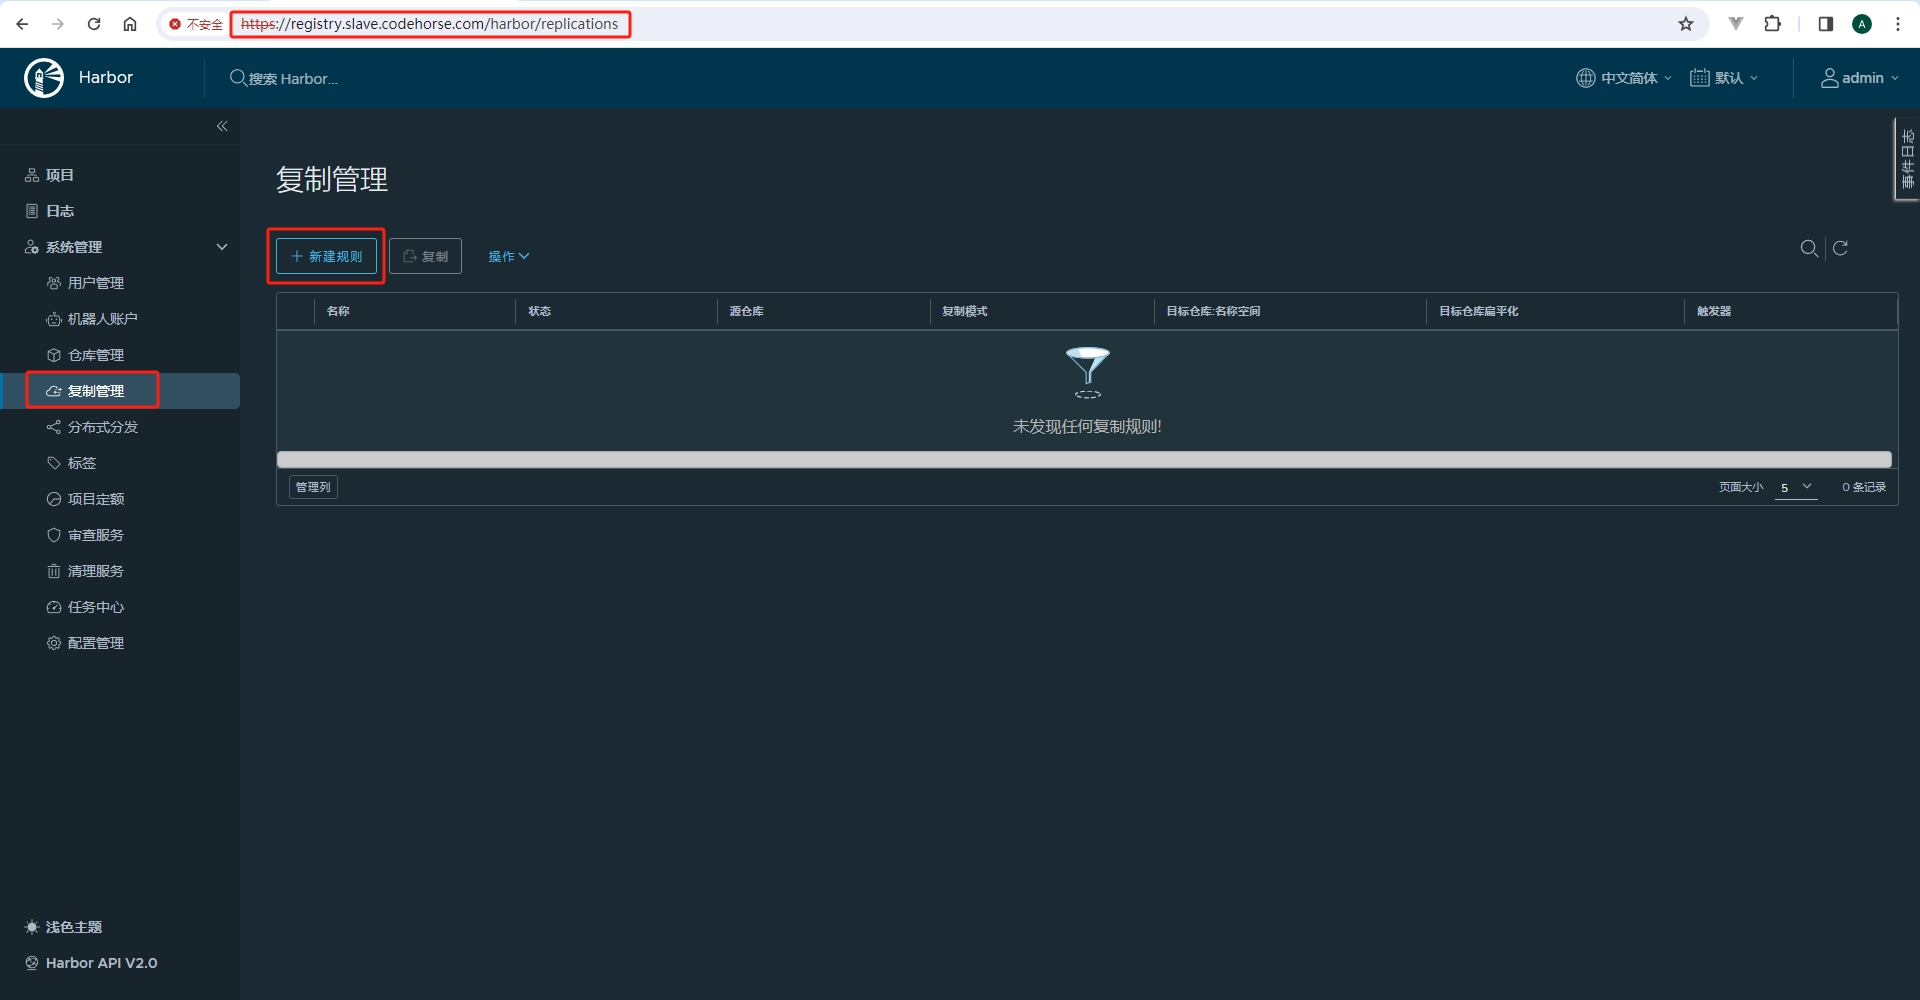 不安全 https://registry.slave.codehorse.com/harbor/replications
A
Harbor
搜索 Harbor...
中文简体
默认
admin
事件日志
项目
日志
系统管理
用户管理
机器人账户
仓库管理
复制管理
分布式分发
标签
项目定额
审查服务
清理服务
任务中心
配置管理
浅色主题
Harbor API V2.0
复制管理
新建规则 复制 操作
名称 状态 源仓库 复制模式 目标仓库:名称空间 目标仓库扁平化 触发器
未发现任何复制规则!
管理列 页面大小 5 0 条记录